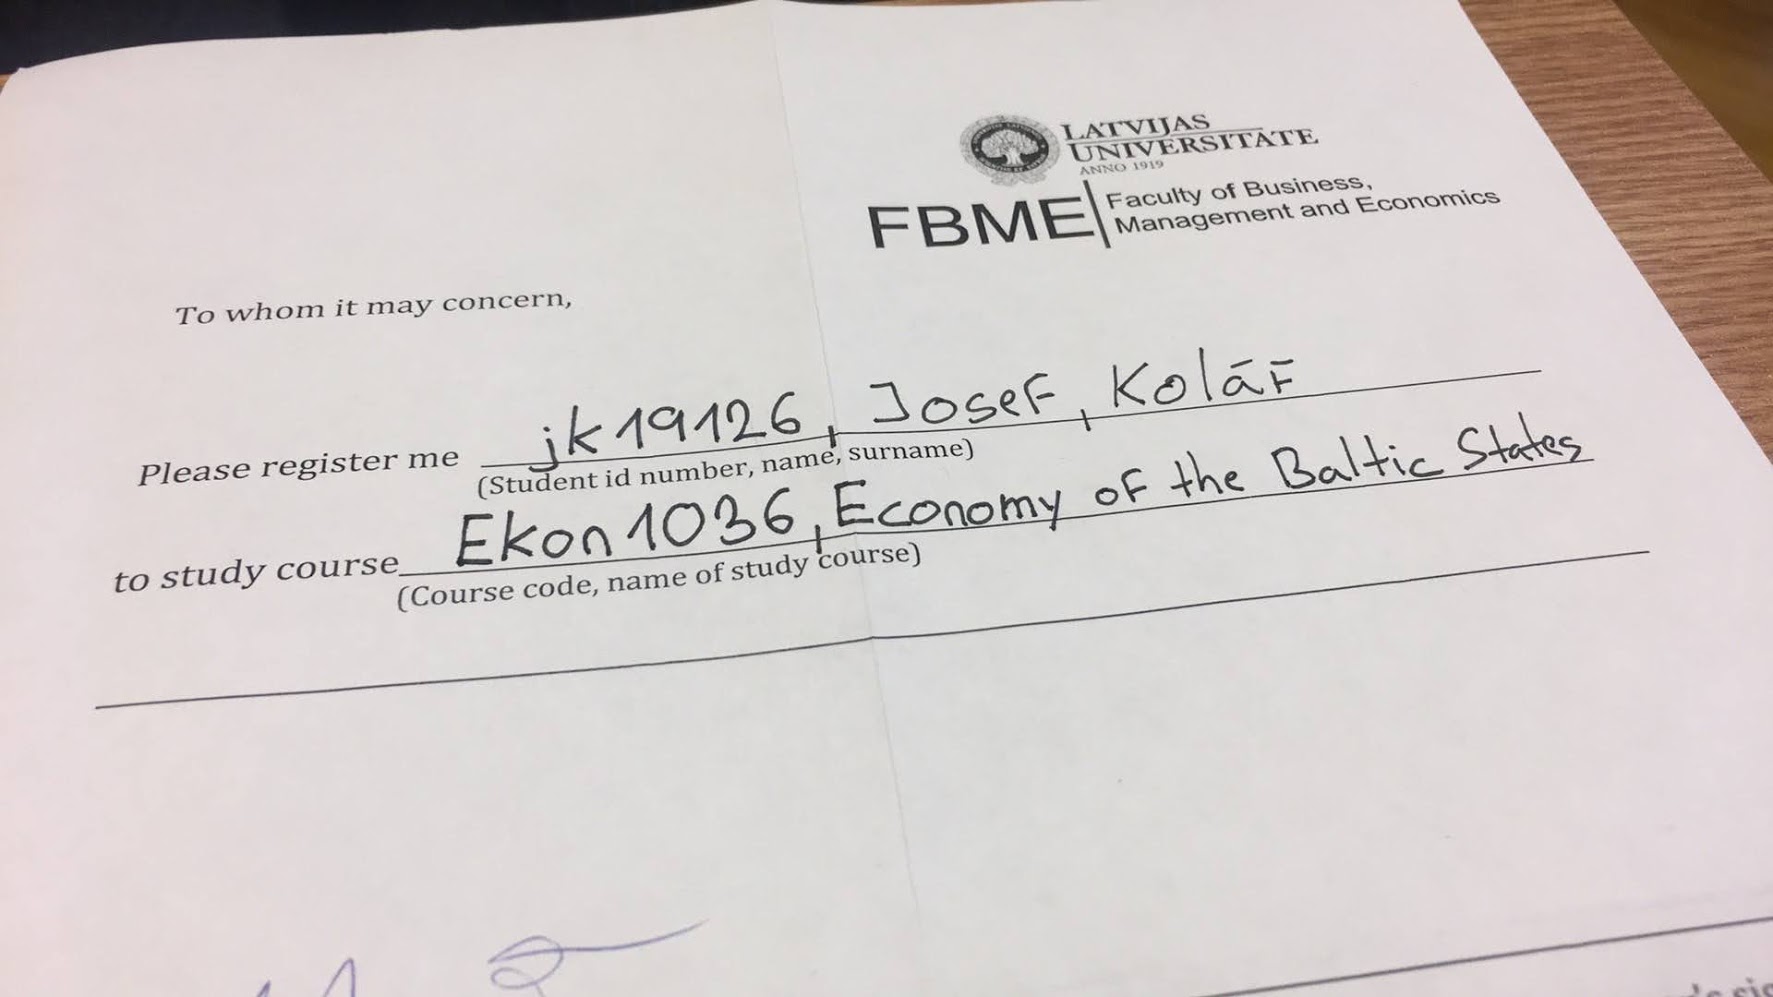 LATVIJAS
UNIVERSITĀTE
ANNO 1919
FBME
Faculty of Business,
Management and Economics
To whom it may concern,
Please register me jk19126, Josef, Kolář
(Student id number, name, surname)
to study course Ekon1036, Economy of the Baltic States
(Course code, name of study course)